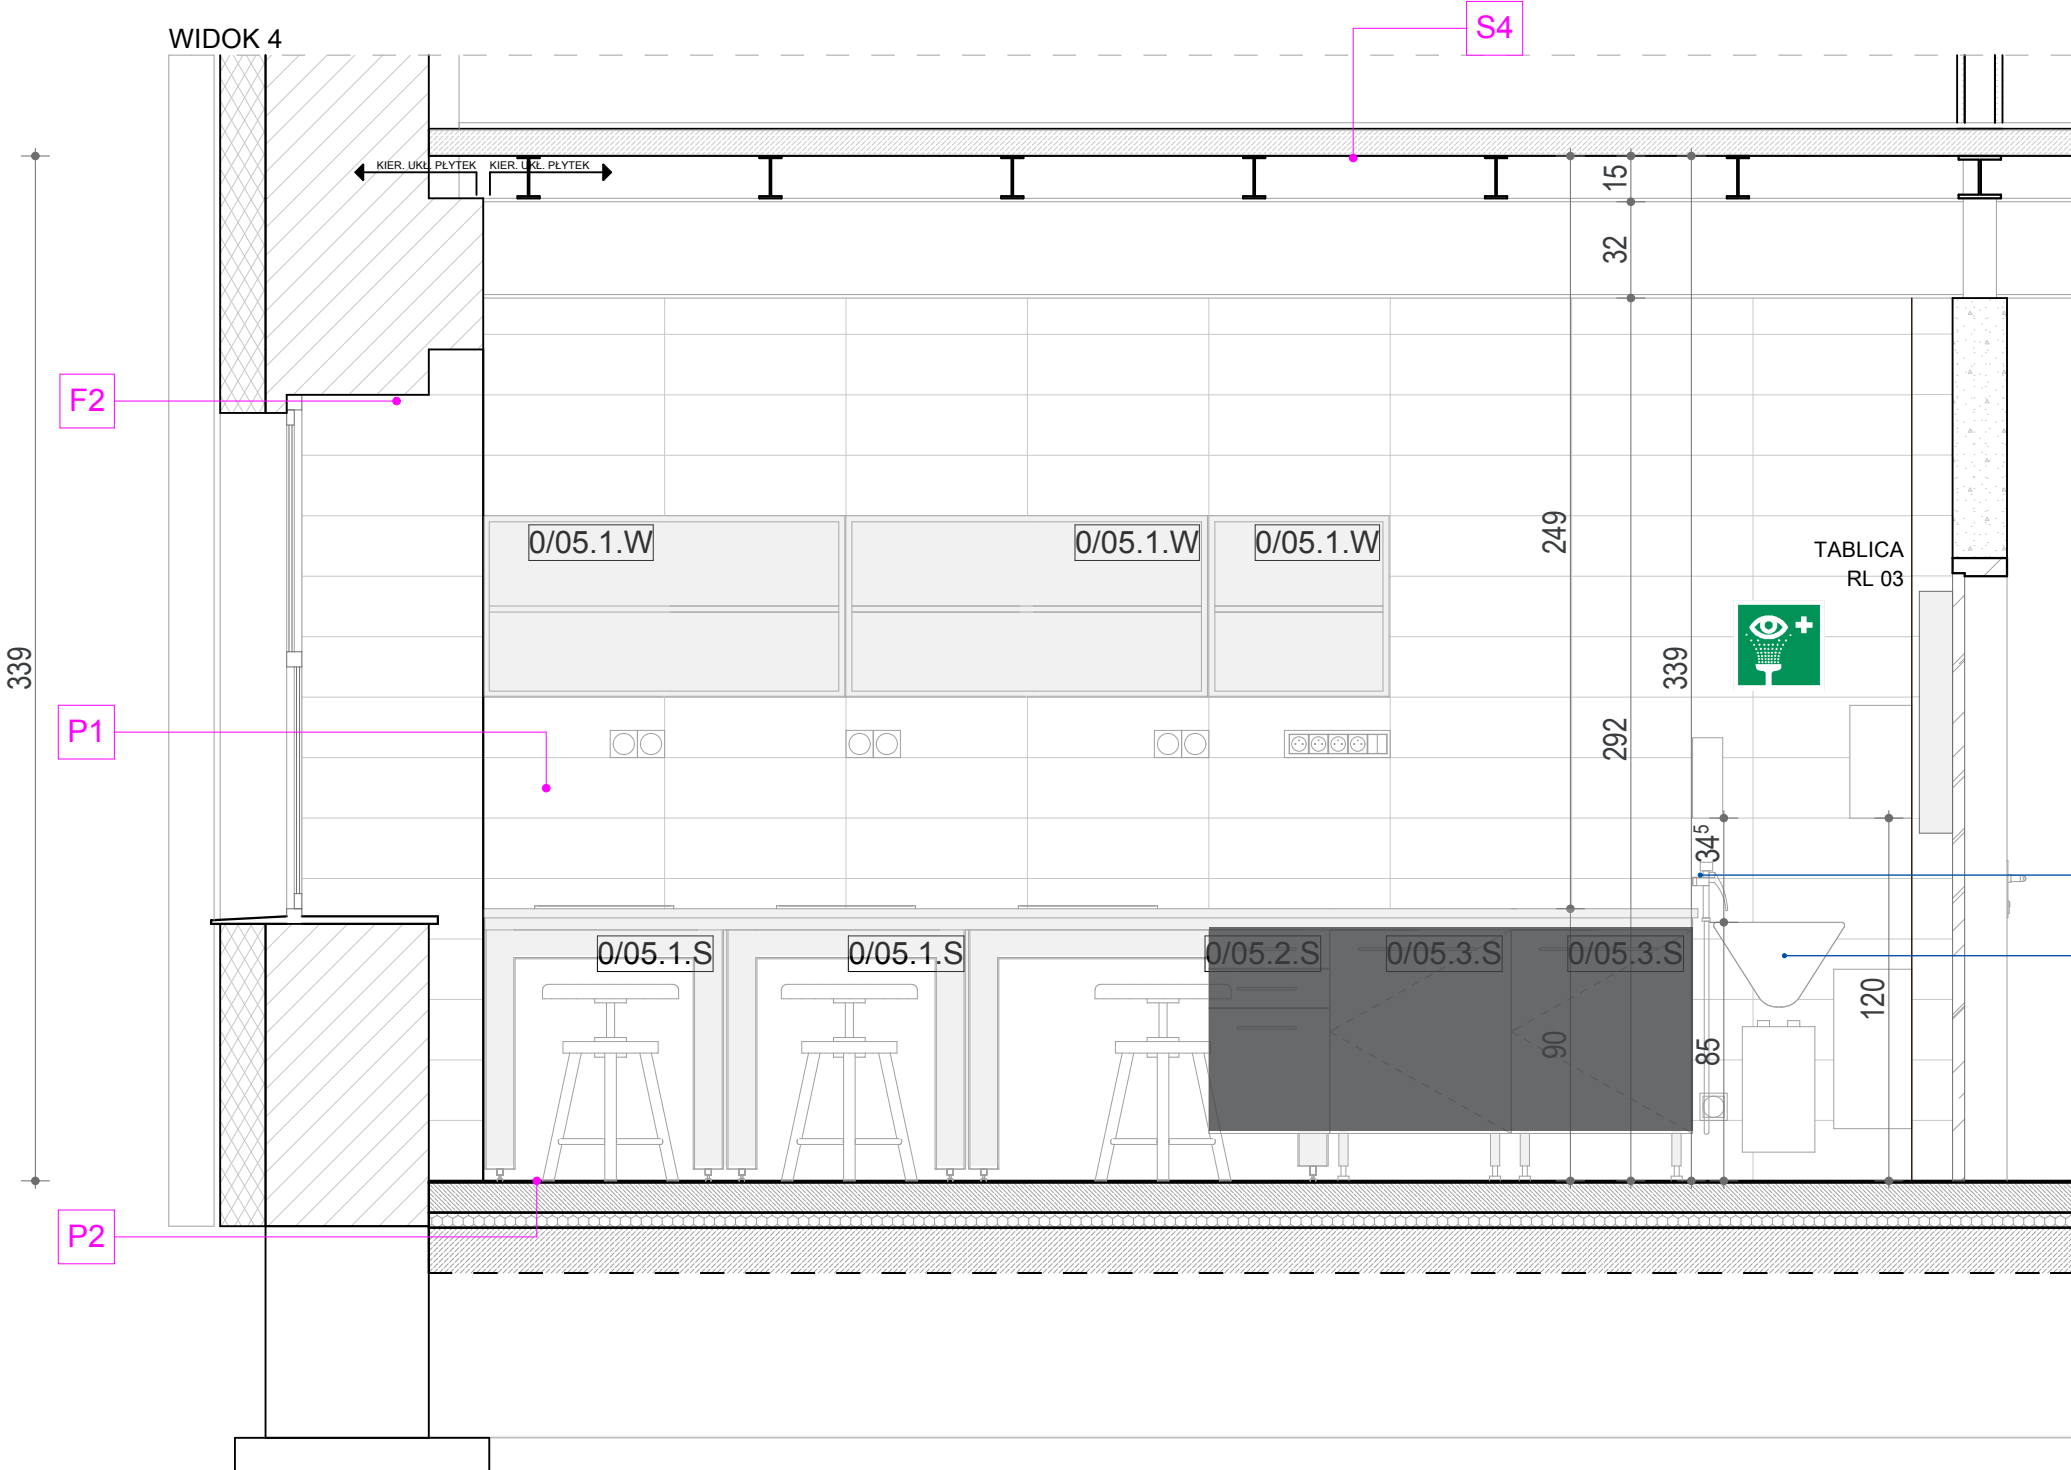 WIDOK 4
S4
KIER. UKŁ. PŁYTEK
KIER. UKŁ. PŁYTEK
15
32
F2
0/05.1.W
0/05.1.W
0/05.1.W
249
TABLICA
RL 03
339
339
P1
292
34⁵
0/05.1.S
0/05.1.S
0/05.2.S
0/05.3.S
0/05.3.S
90
85
120
P2